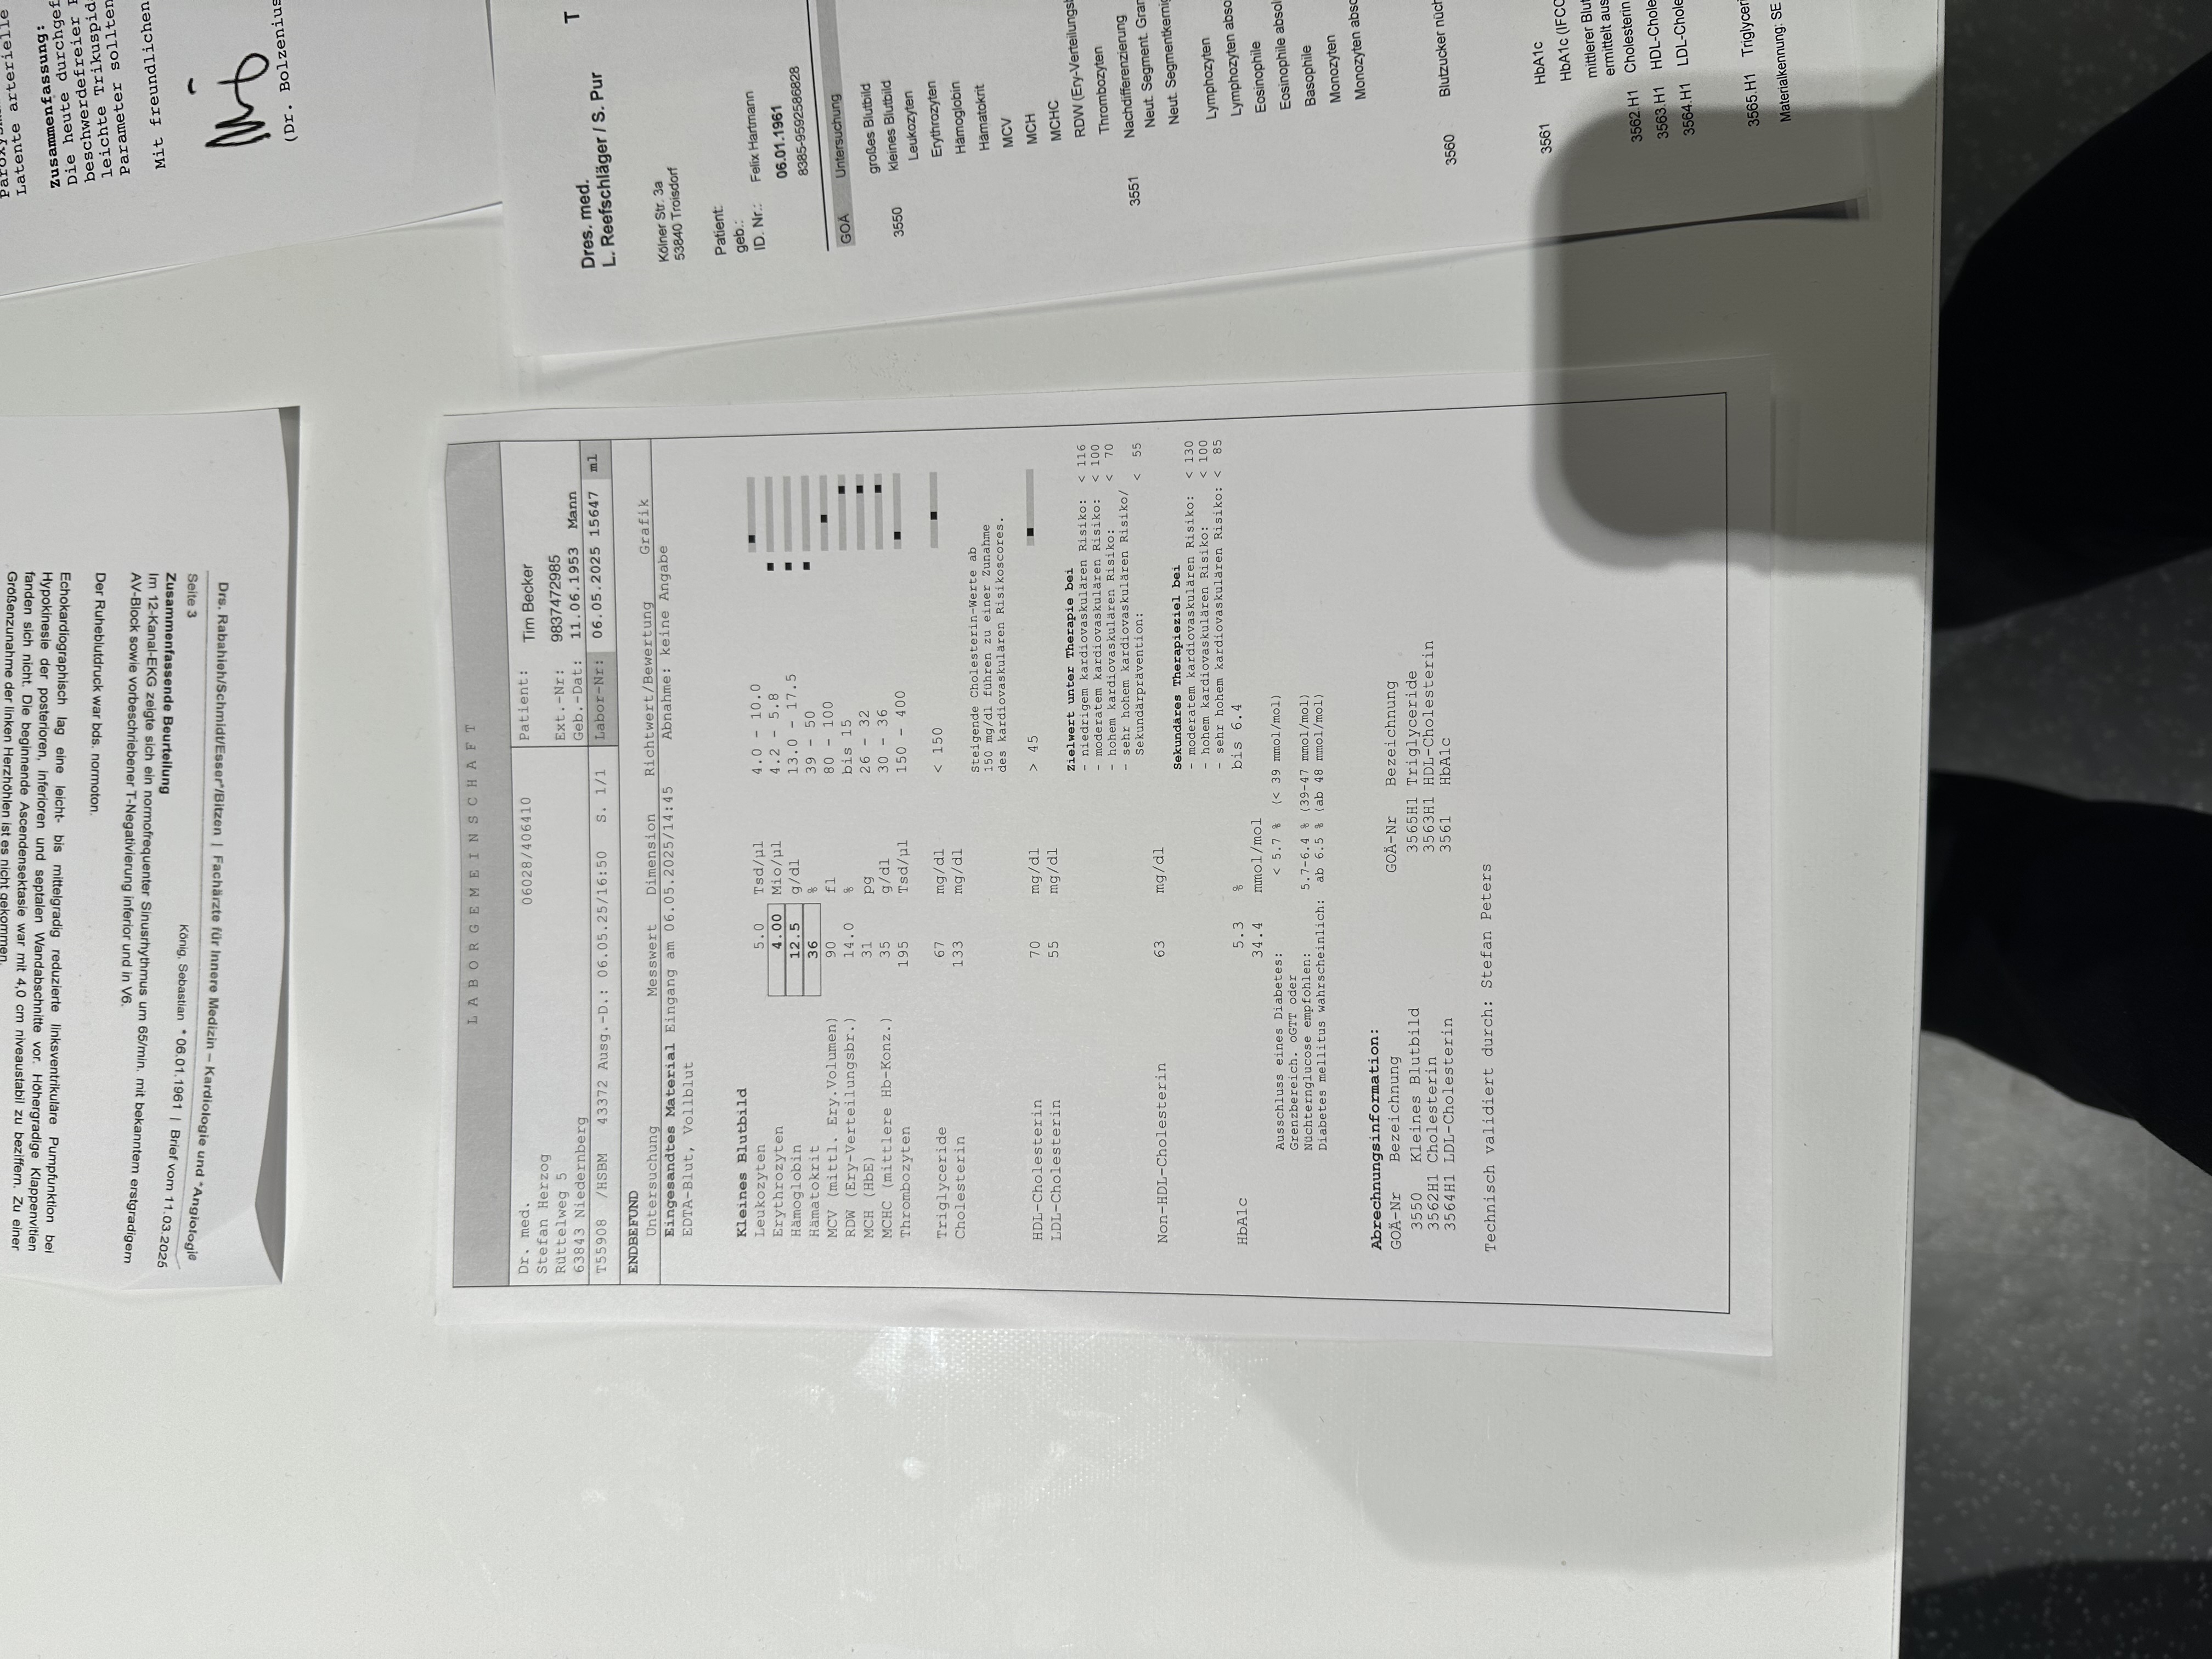 Größenzunahme der linken Herzhöhlen ist es nicht gekommen.
fanden sich nicht. Die beginnende Ascendensektasie war mit 4,0 cm niveaustabil zu beziffern. Zu einer
Hypokinesie der posterioren, inferioren und septalen Wandabschnitte vor. Höhergradige Klappenvitien
Echokardiographisch lag eine leicht- bis mittelgradig reduzierte linksventrikuläre Pumpfunktion bei
Der Ruheblutdruck war bds. normoton.
AV-Block sowie vorbeschriebener T-Negativierung inferior und in V6.
Im 12-Kanal-EKG zeigte sich ein normofrequenter Sinusrhythmus um 65/min. mit bekanntem erstgradigem
Zusammenfassende Beurteilung
Seite 3 König, Sebastian * 06.01.1961 | Brief vom 11.03.2025
Drs. Rababieh/Schmidt/Esser*/Bitzen | Fachärzte für Innere Medizin – Kardiologie und *Angiologie
Latente arterielle
Zusammenfassung:
Die heute durchgef
beschwerdefreier
leichte Trikuspid
Parameter sollten
Mit freundlichen
(Dr. Bolzenius
LABORGEMEINSCHAFT
Dr. med. 06028/406410
Stefan Herzog
Rüttelweg 5
63843 Niedernberg
Patient: Tim Becker
Ext.-Nr: 9837472985
Geb.-Dat: 11.06.1953 Mann
T55908 /HSBM 43372 Ausg.-D.: 06.05.25/16:50 S. 1/1
Labor-Nr: 06.05.2025 15647 ml
ENDBEFUND
Untersuchung Messwert Dimension Richtwert/Bewertung Grafik
Eingesandtes Material Eingang am 06.05.2025/14:45 Abnahme: keine Angabe
EDTA-Blut, Vollblut
Kleines Blutbild
Leukozyten 5.0 Tsd/µl 4.0 - 10.0
Erythrozyten 4.00 Mio/µl 4.2 - 5.8
Hämoglobin 12.5 g/dl 13.0 - 17.5
Hämatokrit 36 % 39 - 50
MCV (mittl. Ery.Volumen) 90 fl 80 - 100
RDW (Ery-Verteilungsbr.) 14.0 % bis 15
MCH (HbE) 31 pg 26 - 32
MCHC (mittlere Hb-Konz.) 35 g/dl 30 - 36
Thrombozyten 195 Tsd/µl 150 - 400
Triglyceride 67 mg/dl < 150
Cholesterin 133 mg/dl
Steigende Cholesterin-Werte ab
150 mg/dl führen zu einer Zunahme
des kardiovaskulären Risikoscores.
HDL-Cholesterin 70 mg/dl > 45
LDL-Cholesterin 55 mg/dl
Zielwert unter Therapie bei
- niedrigem kardiovaskulären Risiko: < 116
- moderatem kardiovaskulären Risiko: < 100
- hohem kardiovaskulären Risiko: < 70
- sehr hohem kardiovaskulären Risiko/
Sekundärprävention: < 55
Non-HDL-Cholesterin 63 mg/dl
Sekundäres Therapieziel bei
- moderatem kardiovaskulären Risiko: < 130
- hohem kardiovaskulären Risiko: < 100
- sehr hohem kardiovaskulären Risiko: < 85
HbA1c 5.3 % bis 6.4
34.4 mmol/mol
Ausschluss eines Diabetes: < 5.7 % (< 39 mmol/mol)
Grenzbereich. oGTT oder
Nüchternglucose empfohlen: 5.7-6.4 % (39-47 mmol/mol)
Diabetes mellitus wahrscheinlich: ab 6.5 % (ab 48 mmol/mol)
Abrechnungsinformation:
GOÄ-Nr Bezeichnung GOÄ-Nr Bezeichnung
3550 Kleines Blutbild 3565H1 Triglyceride
3562H1 Cholesterin 3563H1 HDL-Cholesterin
3564H1 LDL-Cholesterin 3561 HbA1c
Technisch validiert durch: Stefan Peters
Dres. med. T
L. Reefschläger / S. Pur
Kölner Str. 3a
53840 Troisdorf
Patient:
geb.:
ID. Nr.: Felix Hartmann
06.01.1961
8385-9592586828
GOÄ Untersuchung
großes Blutbild
3550 kleines Blutbild
Leukozyten
Erythrozyten
Hämoglobin
Hämatokrit
MCV
MCH
MCHC
RDW (Ery-Verteilungsb
Thrombozyten
3551 Nachdifferenzierung
Neut. Segment. Gran
Neut. Segmentkernig
Lymphozyten
Lymphozyten abso
Eosinophile
Eosinophile absol
Basophile
Monozyten
Monozyten abso
3560 Blutzucker nüch
3561 HbA1c
HbA1c (IFCC
mittlerer Blut
ermittelt aus
3562.H1 Cholesterin
3563.H1 HDL-Chole
3564.H1 LDL-Chole
3565.H1 Triglyceri
Materialkennung: SE